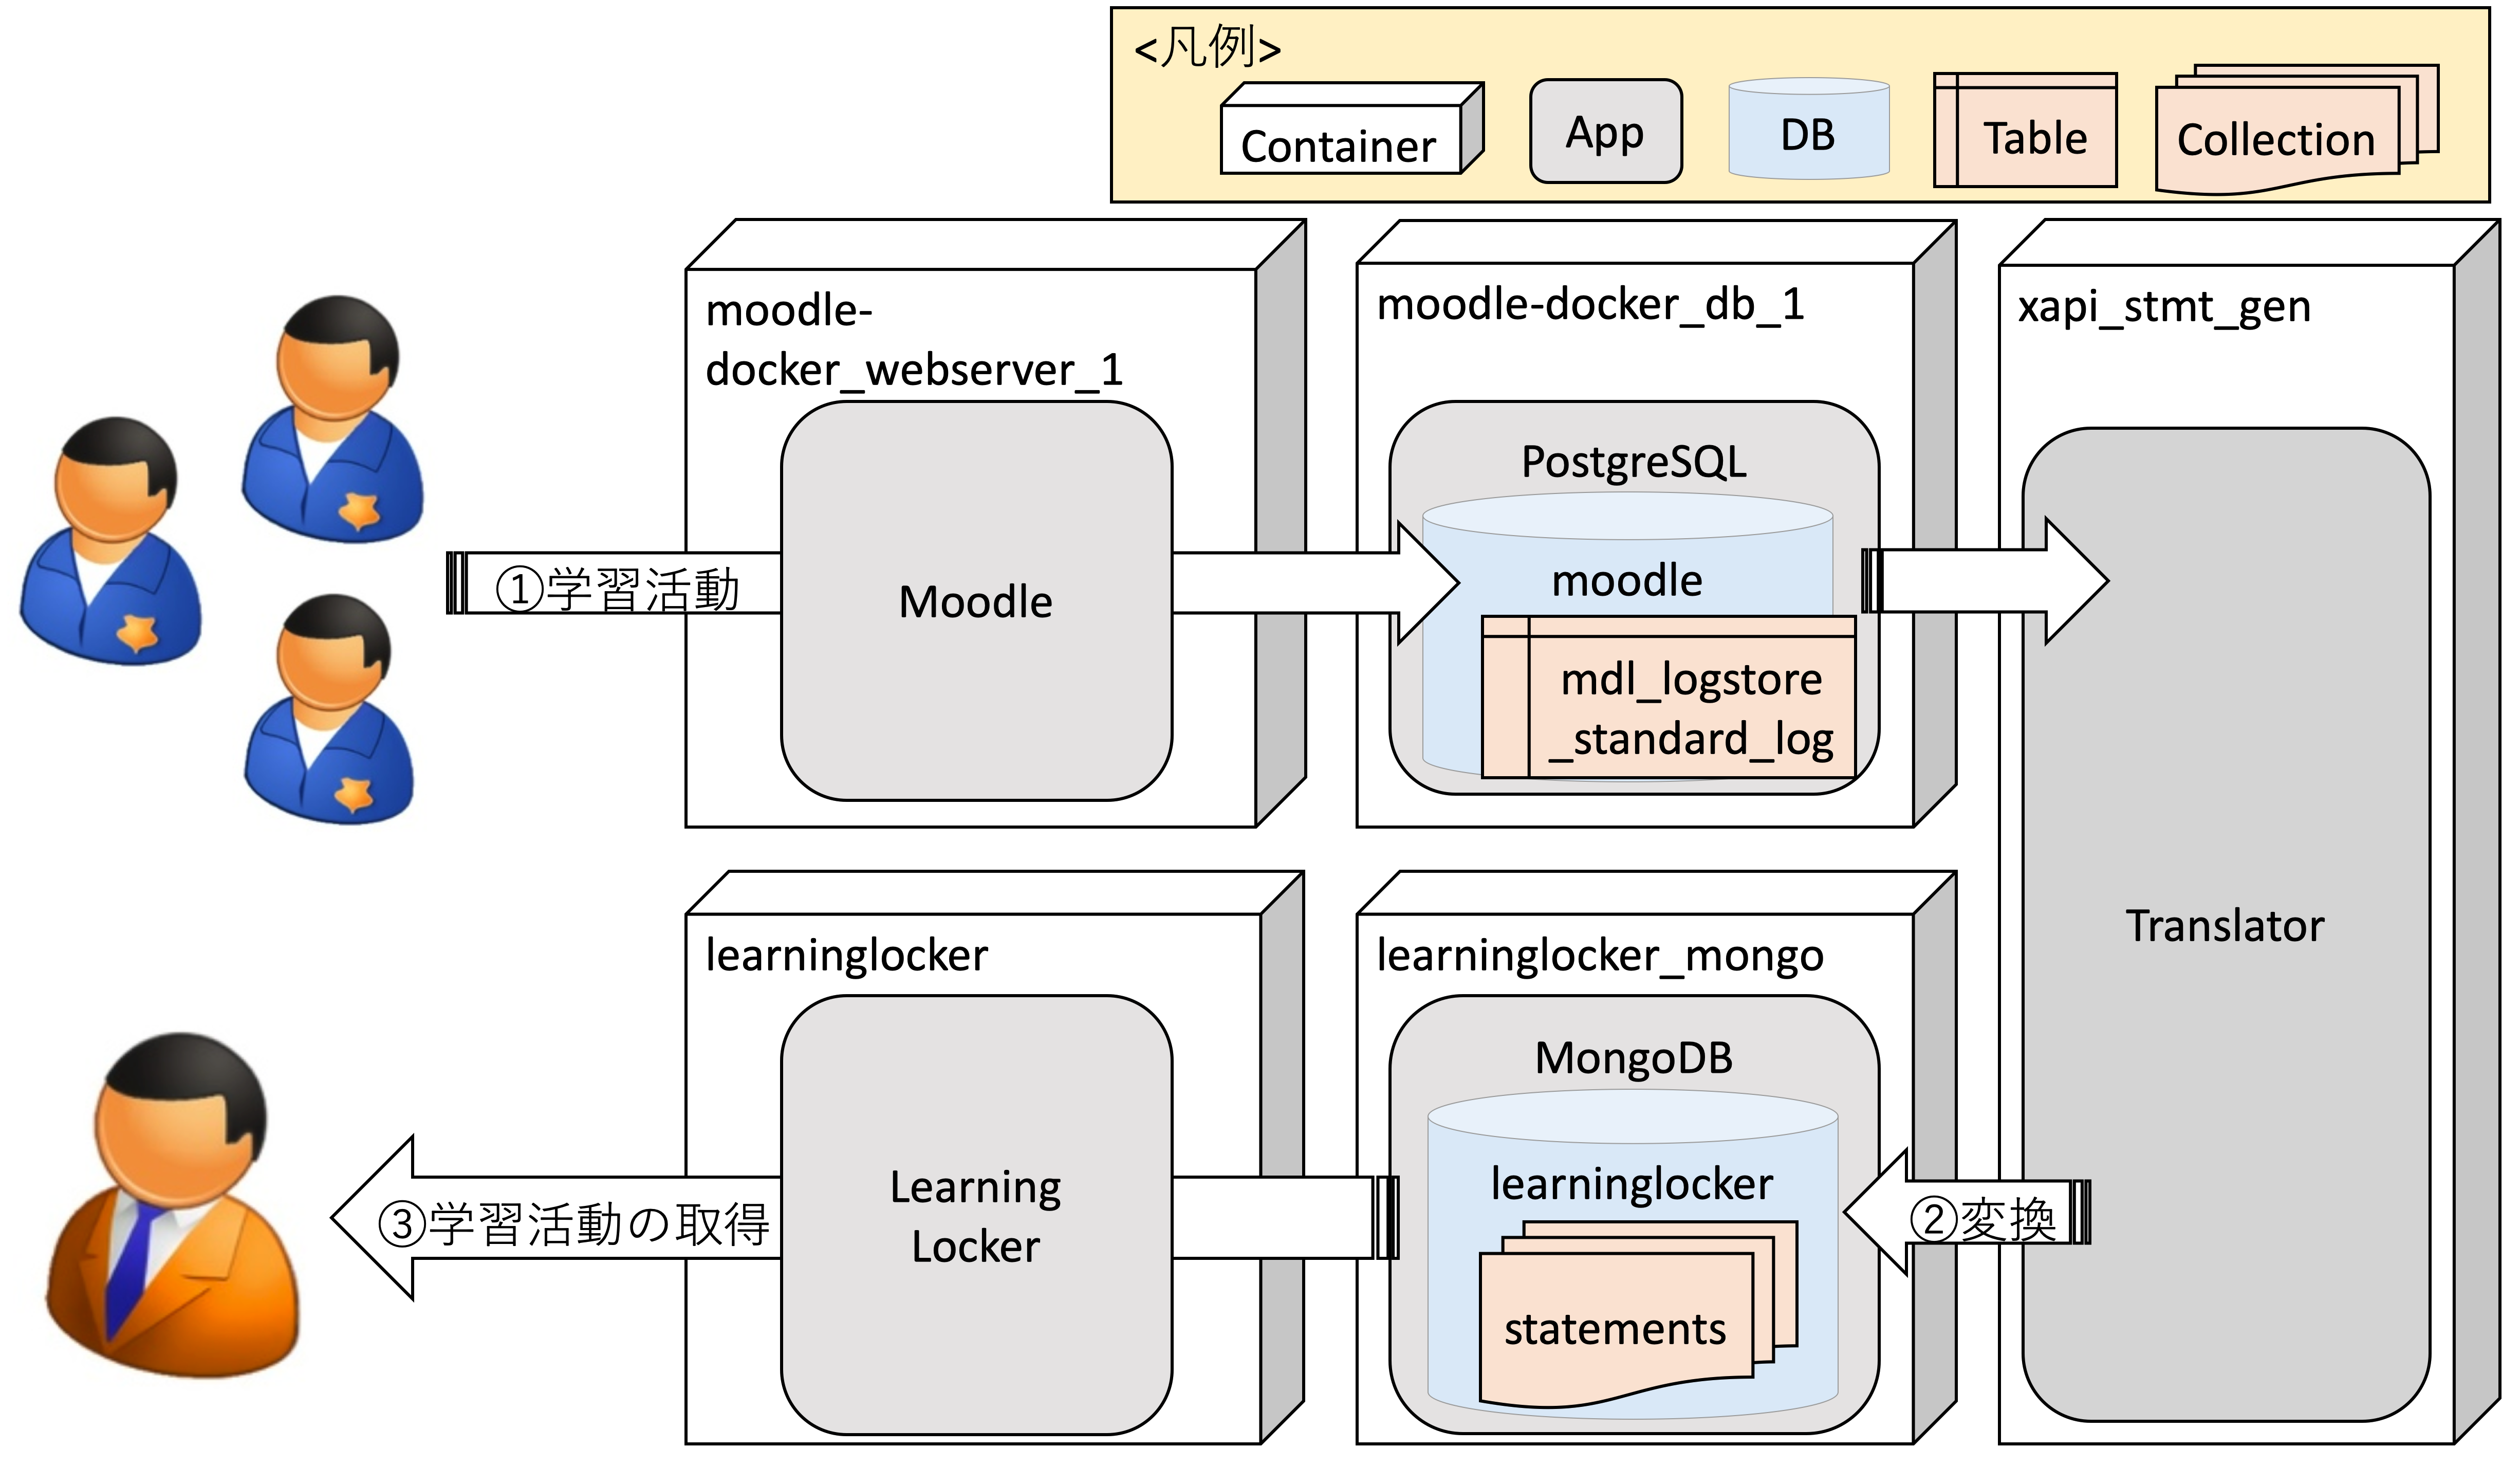 <凡例>
Container
App
DB
Table
Collection
moodle-
docker_webserver_1
moodle-docker_db_1
xapi_stmt_gen
PostgreSQL
①学習活動
Moodle
moodle
mdl_logstore
_standard_log
Translator
learninglocker
learninglocker_mongo
MongoDB
③学習活動の取得
Learning
Locker
learninglocker
②変換
statements